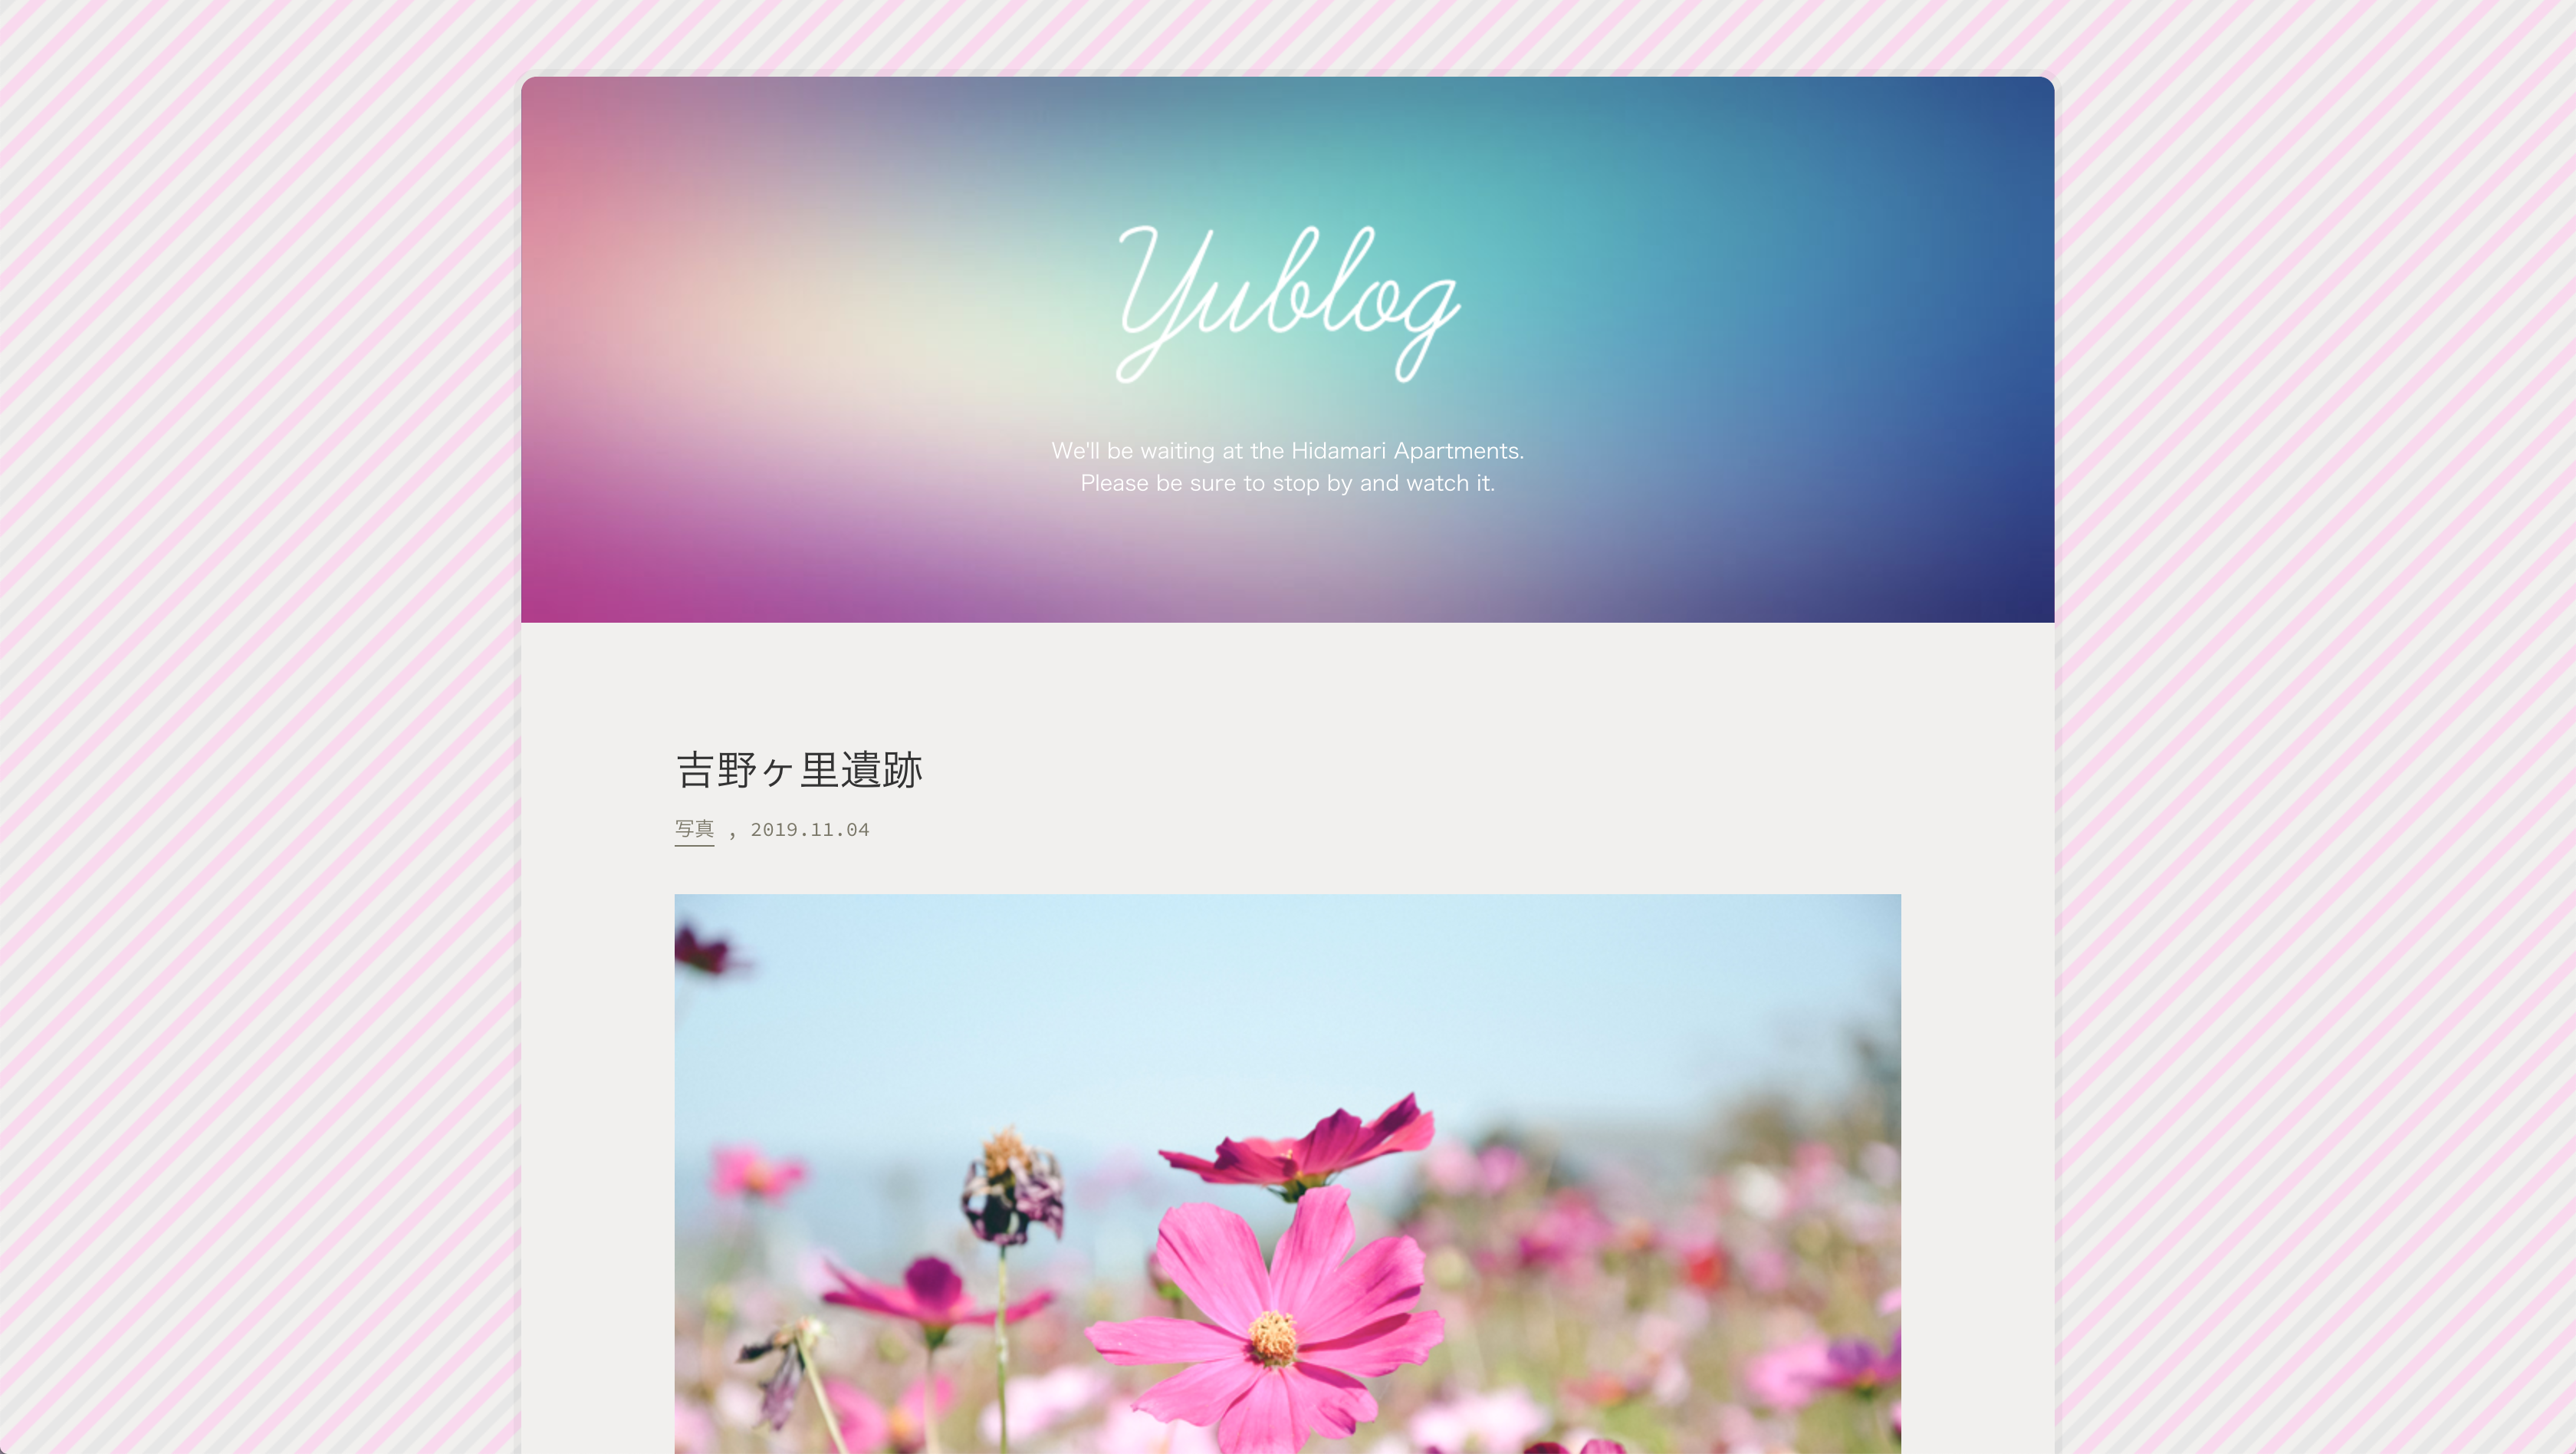 Yublog
We'll be waiting at the Hidamari Apartments.
Please be sure to stop by and watch it.
吉野ヶ里遺跡
写真 , 2019.11.04